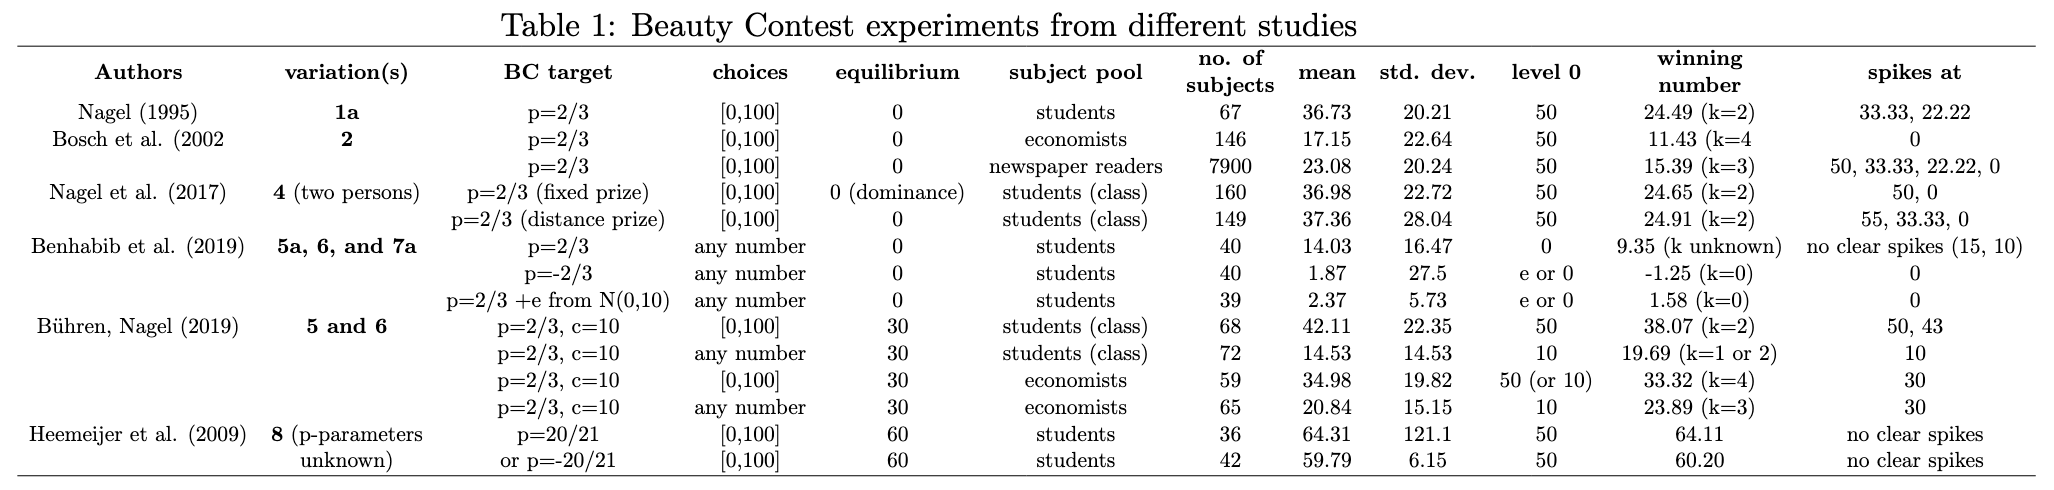 Table 1: Beauty Contest experiments from different studies
Authors variation(s) BC target choices equilibrium subject pool no. of subjects mean std. dev. level 0 winning number spikes at
Nagel (1995) 1a p=2/3 [0,100] 0 students 67 36.73 20.21 50 24.49 (k=2) 33.33, 22.22
Bosch et al. (2002 2 p=2/3 [0,100] 0 economists 146 17.15 22.64 50 11.43 (k=4 0
p=2/3 [0,100] 0 newspaper readers 7900 23.08 20.24 50 15.39 (k=3) 50, 33.33, 22.22, 0
Nagel et al. (2017) 4 (two persons) p=2/3 (fixed prize) [0,100] 0 (dominance) students (class) 160 36.98 22.72 50 24.65 (k=2) 50, 0
p=2/3 (distance prize) [0,100] 0 students (class) 149 37.36 28.04 50 24.91 (k=2) 55, 33.33, 0
Benhabib et al. (2019) 5a, 6, and 7a p=2/3 any number 0 students 40 14.03 16.47 0 9.35 (k unknown) no clear spikes (15, 10)
p=-2/3 any number 0 students 40 1.87 27.5 e or 0 -1.25 (k=0) 0
p=2/3 +e from N(0,10) any number 0 students 39 2.37 5.73 e or 0 1.58 (k=0) 0
Bühren, Nagel (2019) 5 and 6 p=2/3, c=10 [0,100] 30 students (class) 68 42.11 22.35 50 38.07 (k=2) 50, 43
p=2/3, c=10 any number 30 students (class) 72 14.53 14.53 10 19.69 (k=1 or 2) 10
p=2/3, c=10 [0,100] 30 economists 59 34.98 19.82 50 (or 10) 33.32 (k=4) 30
p=2/3, c=10 any number 30 economists 65 20.84 15.15 10 23.89 (k=3) 30
Heemeijer et al. (2009) 8 (p-parameters p=20/21 [0,100] 60 students 36 64.31 121.1 50 64.11 no clear spikes
unknown) or p=-20/21 [0,100] 60 students 42 59.79 6.15 50 60.20 no clear spikes